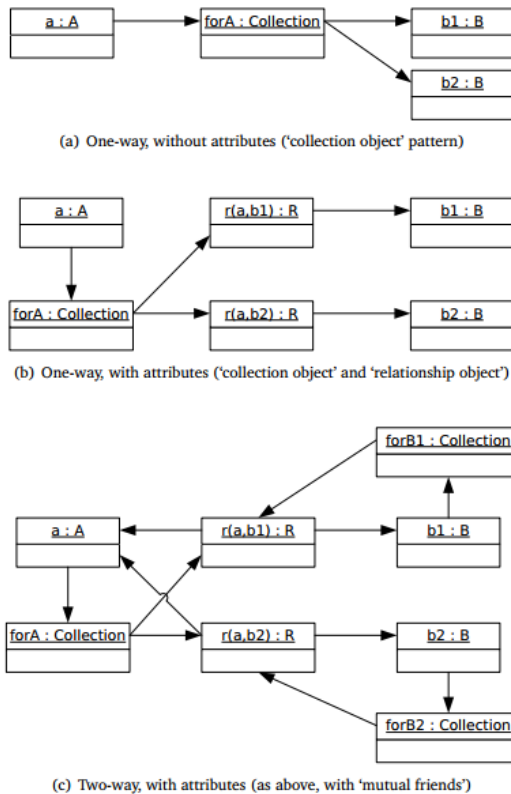 a : A
forA : Collection
b1 : B
b2 : B
(a) One-way, without attributes (‘collection object’ pattern)
a : A
r(a,b1) : R
b1 : B
forA : Collection
r(a,b2) : R
b2 : B
(b) One-way, with attributes (‘collection object’ and ‘relationship object’)
forB1 : Collection
a : A
r(a,b1) : R
b1 : B
forA : Collection
r(a,b2) : R
b2 : B
forB2 : Collection
(c) Two-way, with attributes (as above, with ‘mutual friends’)